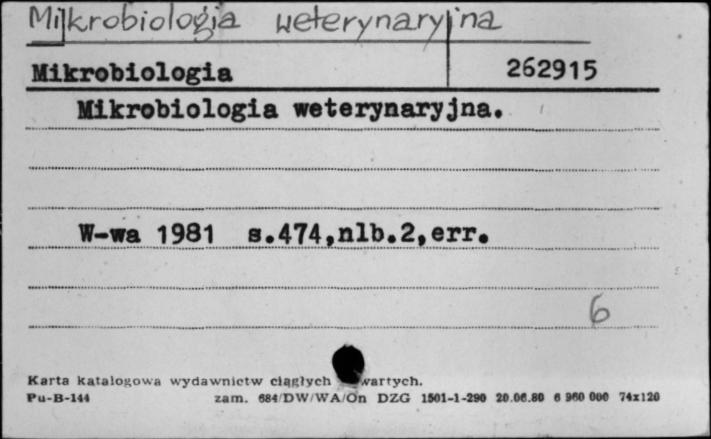 Mikrobiologia weterynaryjna
Mikrobiologia 262915
Mikrobiologia weterynaryjna.
W-wa 1981 s.474,nlb.2,err.
6
Karta katalogowa wydawnictw ciągłych wartych.
Pu-B-144 zam. 684/DW/WA/On DZG 1501-1-290 20.06.80 6 960 000 74x120